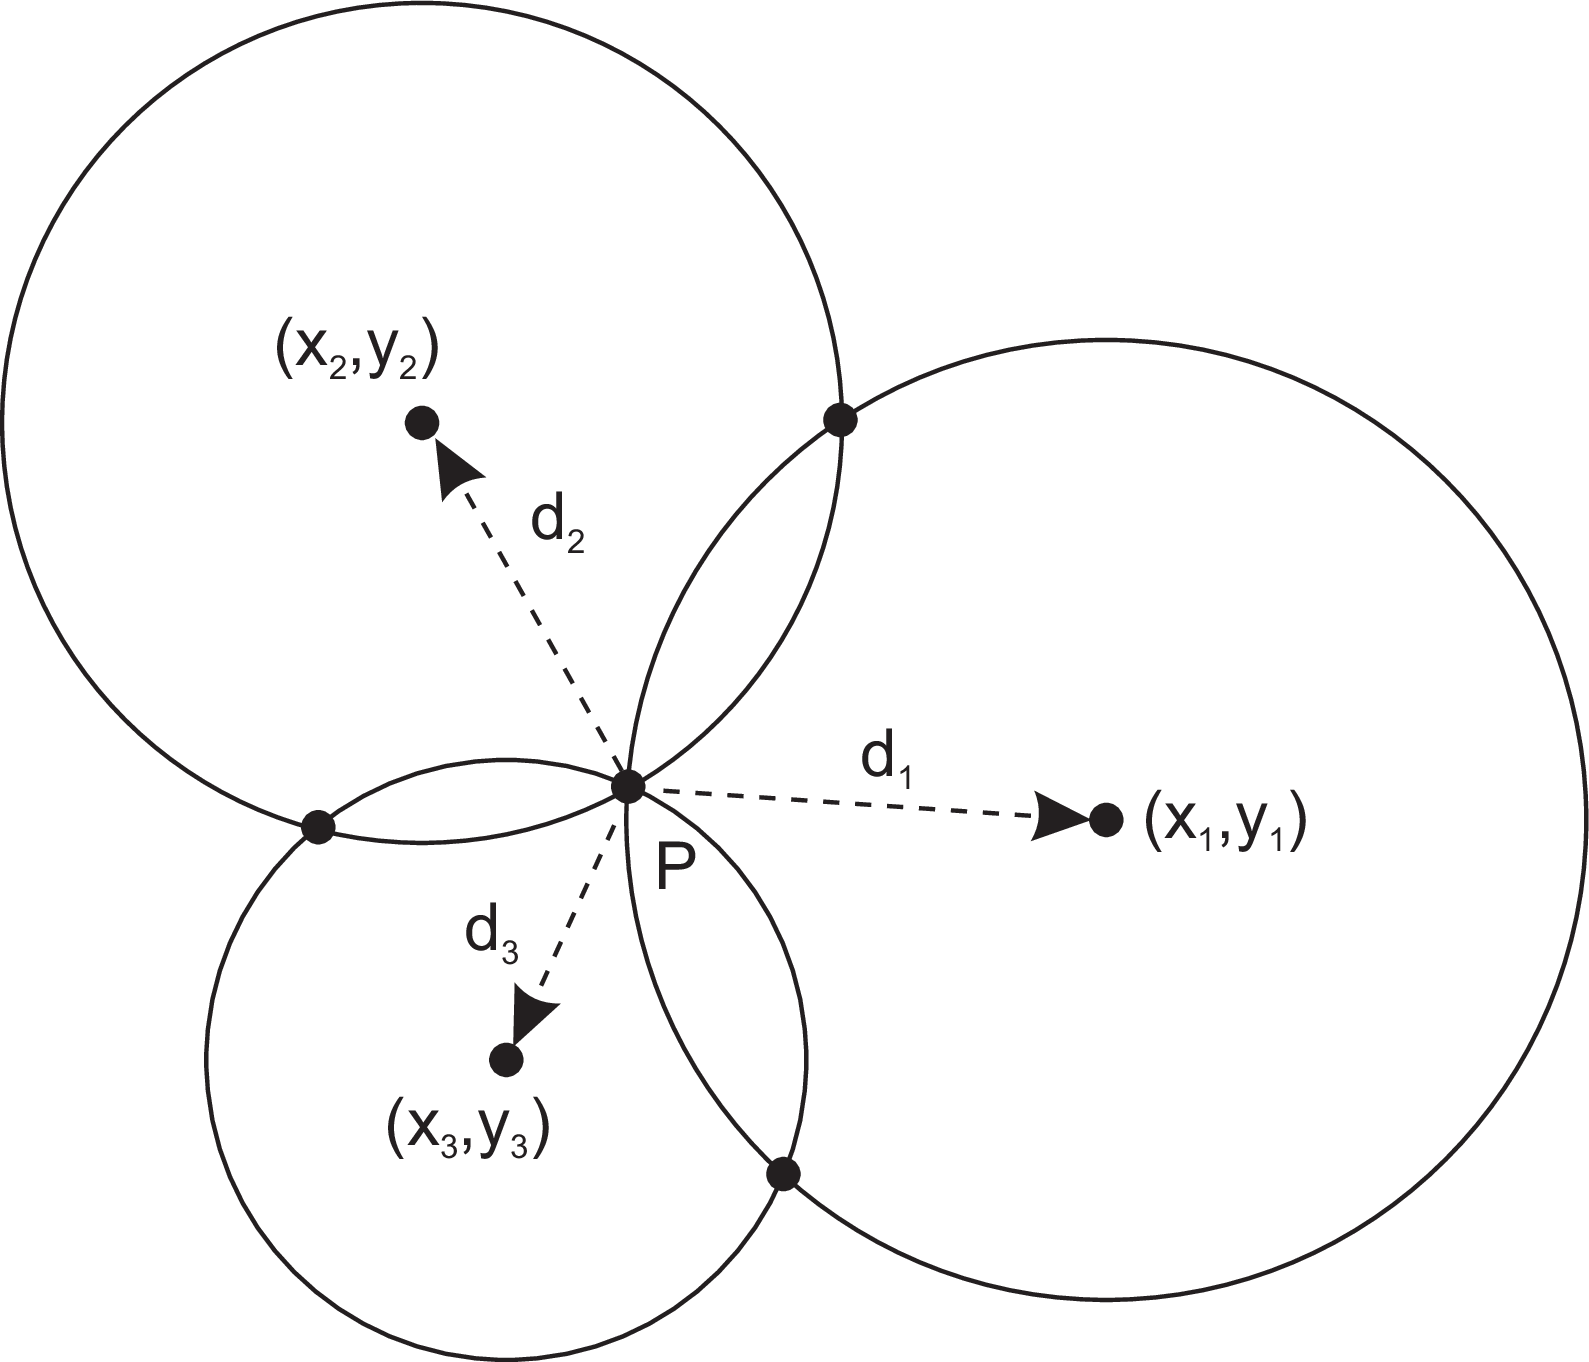 (x₂,y₂)
d₂
d₁
(x₁,y₁)
P
d₃
(x₃,y₃)